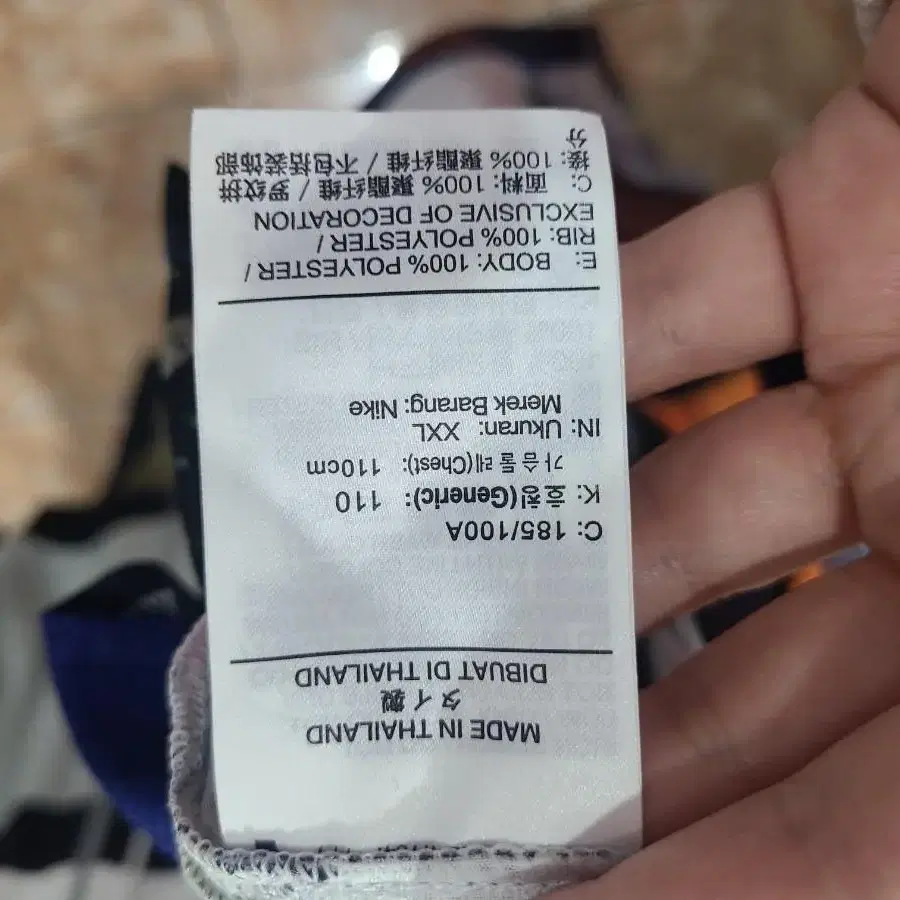 MADE IN THAILAND
タイ製
DIBUAT DI THAILAND
C: 185/100A
K: 호칭(Generic): 110
가슴둘레(Chest): 110cm
IN: Ukuran: XXL
Merek Barang: Nike
E: BODY: 100% POLYESTER /
RIB: 100% POLYESTER /
EXCLUSIVE OF DECORATION
C: 面料: 100% 聚酯纤维 / 罗纹拼
接: 100% 聚酯纤维 / 不包括装饰部
分